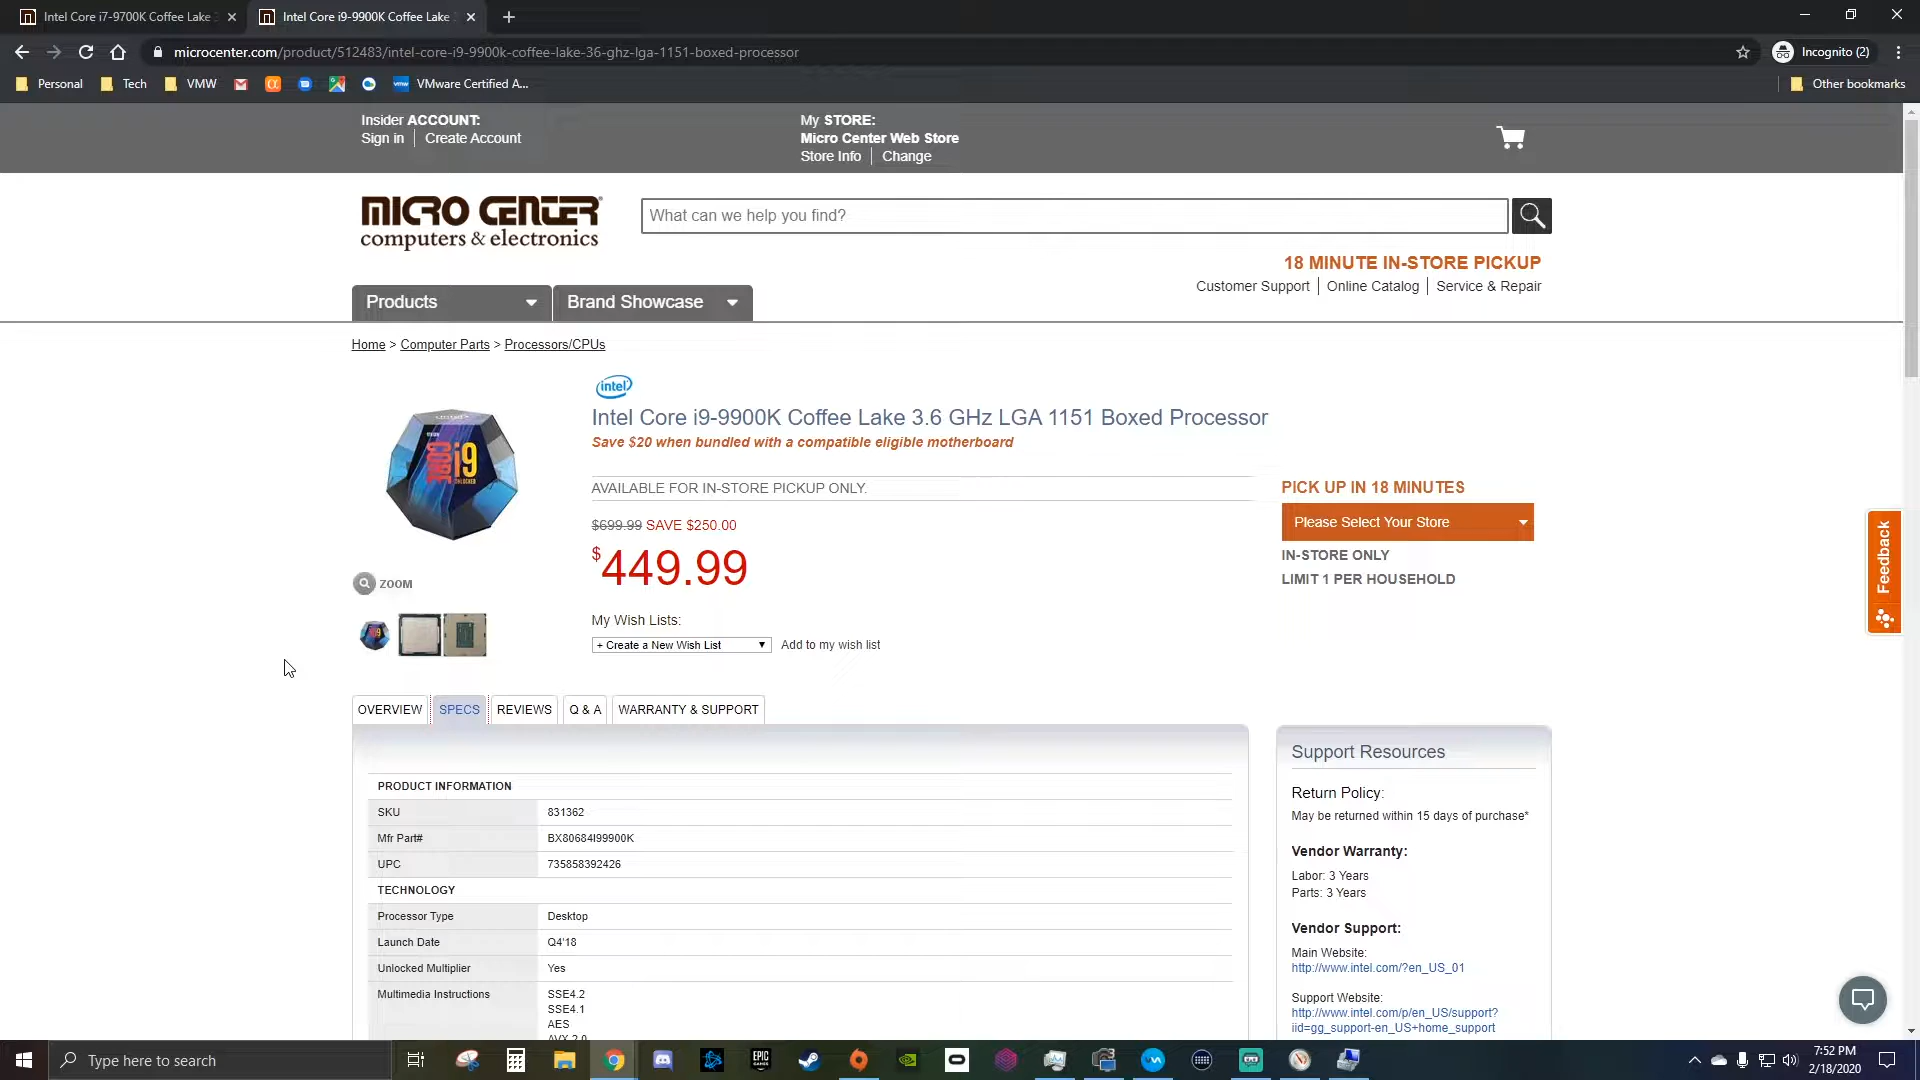 Intel Core i7-9700K Coffee Lake
Intel Core i9-9900K Coffee Lake
microcenter.com/product/512483/intel-core-i9-9900k-coffee-lake-36-ghz-lga-1151-boxed-processor
Incognito (2)
Personal
Tech
VMW
VMware Certified A...
Other bookmarks
Insider ACCOUNT:
Sign in
Create Account
My STORE:
Micro Center Web Store
Store Info
Change
MICRO CENTER
computers & electronics
What can we help you find?
18 MINUTE IN-STORE PICKUP
Customer Support
Online Catalog
Service & Repair
Products
Brand Showcase
Home > Computer Parts > Processors/CPUs
intel
Intel Core i9-9900K Coffee Lake 3.6 GHz LGA 1151 Boxed Processor
Save $20 when bundled with a compatible eligible motherboard
CORE i9
UNLOCKED
AVAILABLE FOR IN-STORE PICKUP ONLY.
$699.99 SAVE $250.00
$449.99
PICK UP IN 18 MINUTES
Please Select Your Store
IN-STORE ONLY
LIMIT 1 PER HOUSEHOLD
Feedback
ZOOM
My Wish Lists:
+ Create a New Wish List
Add to my wish list
OVERVIEW
SPECS
REVIEWS
Q & A
WARRANTY & SUPPORT
PRODUCT INFORMATION
SKU 831362
Mfr Part# BX80684I99900K
UPC 735858392426
TECHNOLOGY
Processor Type Desktop
Launch Date Q4'18
Unlocked Multiplier Yes
Multimedia Instructions SSE4.2
SSE4.1
AES
AVX 2.0
Support Resources
Return Policy:
May be returned within 15 days of purchase*
Vendor Warranty:
Labor: 3 Years
Parts: 3 Years
Vendor Support:
Main Website:
http://www.intel.com/?en_US_01
Support Website:
http://www.intel.com/p/en_US/support?
iid=gg_support-en_US+home_support
Type here to search
EPIC
GAMES
7:52 PM
2/18/2020